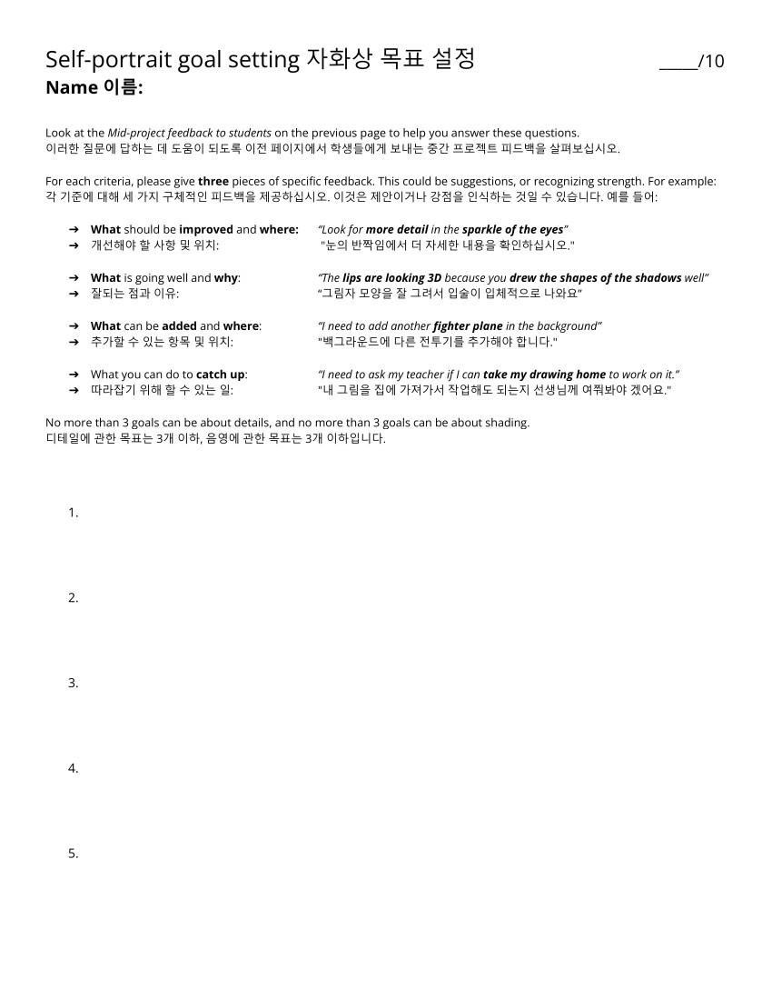 Self-portrait goal setting 자화상 목표 설정 _____/10
Name 이름:
Look at the Mid-project feedback to students on the previous page to help you answer these questions.
이러한 질문에 답하는 데 도움이 되도록 이전 페이지에서 학생들에게 보내는 중간 프로젝트 피드백을 살펴보십시오.
For each criteria, please give three pieces of specific feedback. This could be suggestions, or recognizing strength. For example:
각 기준에 대해 세 가지 구체적인 피드백을 제공하십시오. 이것은 제안이거나 강점을 인식하는 것일 수 있습니다. 예를 들어:
➔ What should be improved and where: “Look for more detail in the sparkle of the eyes”
➔ 개선해야 할 사항 및 위치: "눈의 반짝임에서 더 자세한 내용을 확인하십시오."
➔ What is going well and why: “The lips are looking 3D because you drew the shapes of the shadows well”
➔ 잘되는 점과 이유: “그림자 모양을 잘 그려서 입술이 입체적으로 나와요”
➔ What can be added and where: “I need to add another fighter plane in the background”
➔ 추가할 수 있는 항목 및 위치: "백그라운드에 다른 전투기를 추가해야 합니다."
➔ What you can do to catch up: “I need to ask my teacher if I can take my drawing home to work on it.”
➔ 따라잡기 위해 할 수 있는 일: "내 그림을 집에 가져가서 작업해도 되는지 선생님께 여쭤봐야 겠어요."
No more than 3 goals can be about details, and no more than 3 goals can be about shading.
디테일에 관한 목표는 3개 이하, 음영에 관한 목표는 3개 이하입니다.
1.
2.
3.
4.
5.